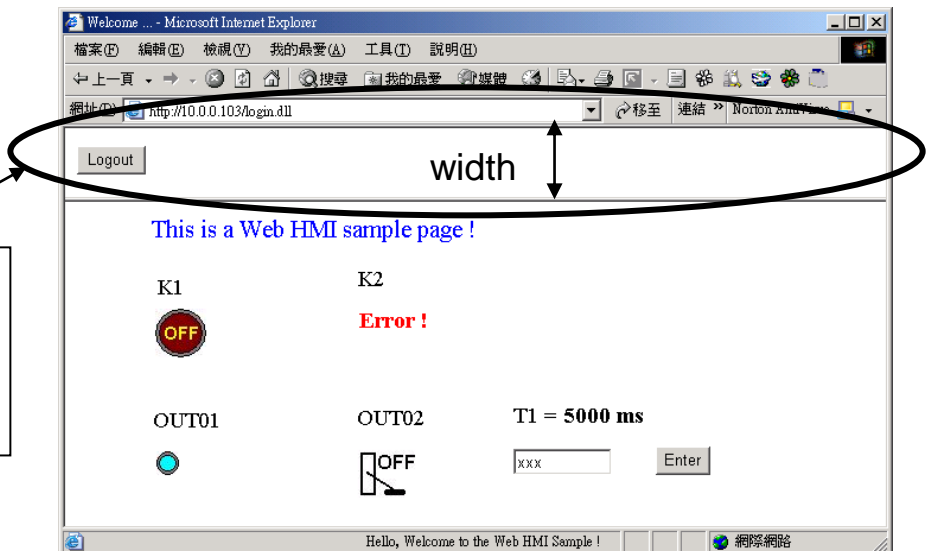 Welcome ... - Microsoft Internet Explorer
檔案(F) 編輯(E) 檢視(V) 我的最愛(A) 工具(T) 說明(H)
上一頁 搜尋 我的最愛 媒體
網址(D) http://10.0.0.103/login.dll 移至 連結 » Norton AntiVirus
Logout
width
This is a Web HMI sample page !
K1 K2
OFF Error !
OUT01 OUT02 T1 = 5000 ms
OFF xxx Enter
Hello, Welcome to the Web HMI Sample ! 網際網路